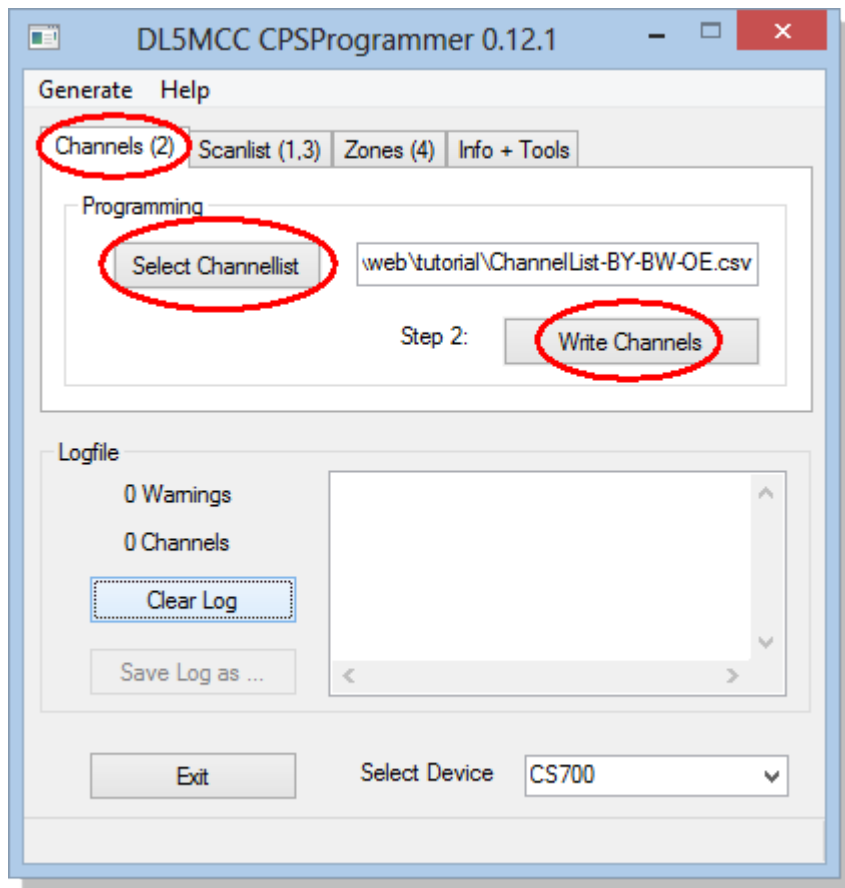 DL5MCC CPSProgrammer 0.12.1
Generate Help
Channels (2) Scanlist (1,3) Zones (4) Info + Tools
Programming
Select Channellist \web\tutorial\ChannelList-BY-BW-OE.csv
Step 2: Write Channels
Logfile
0 Warnings
0 Channels
Clear Log
Save Log as ...
Exit Select Device CS700